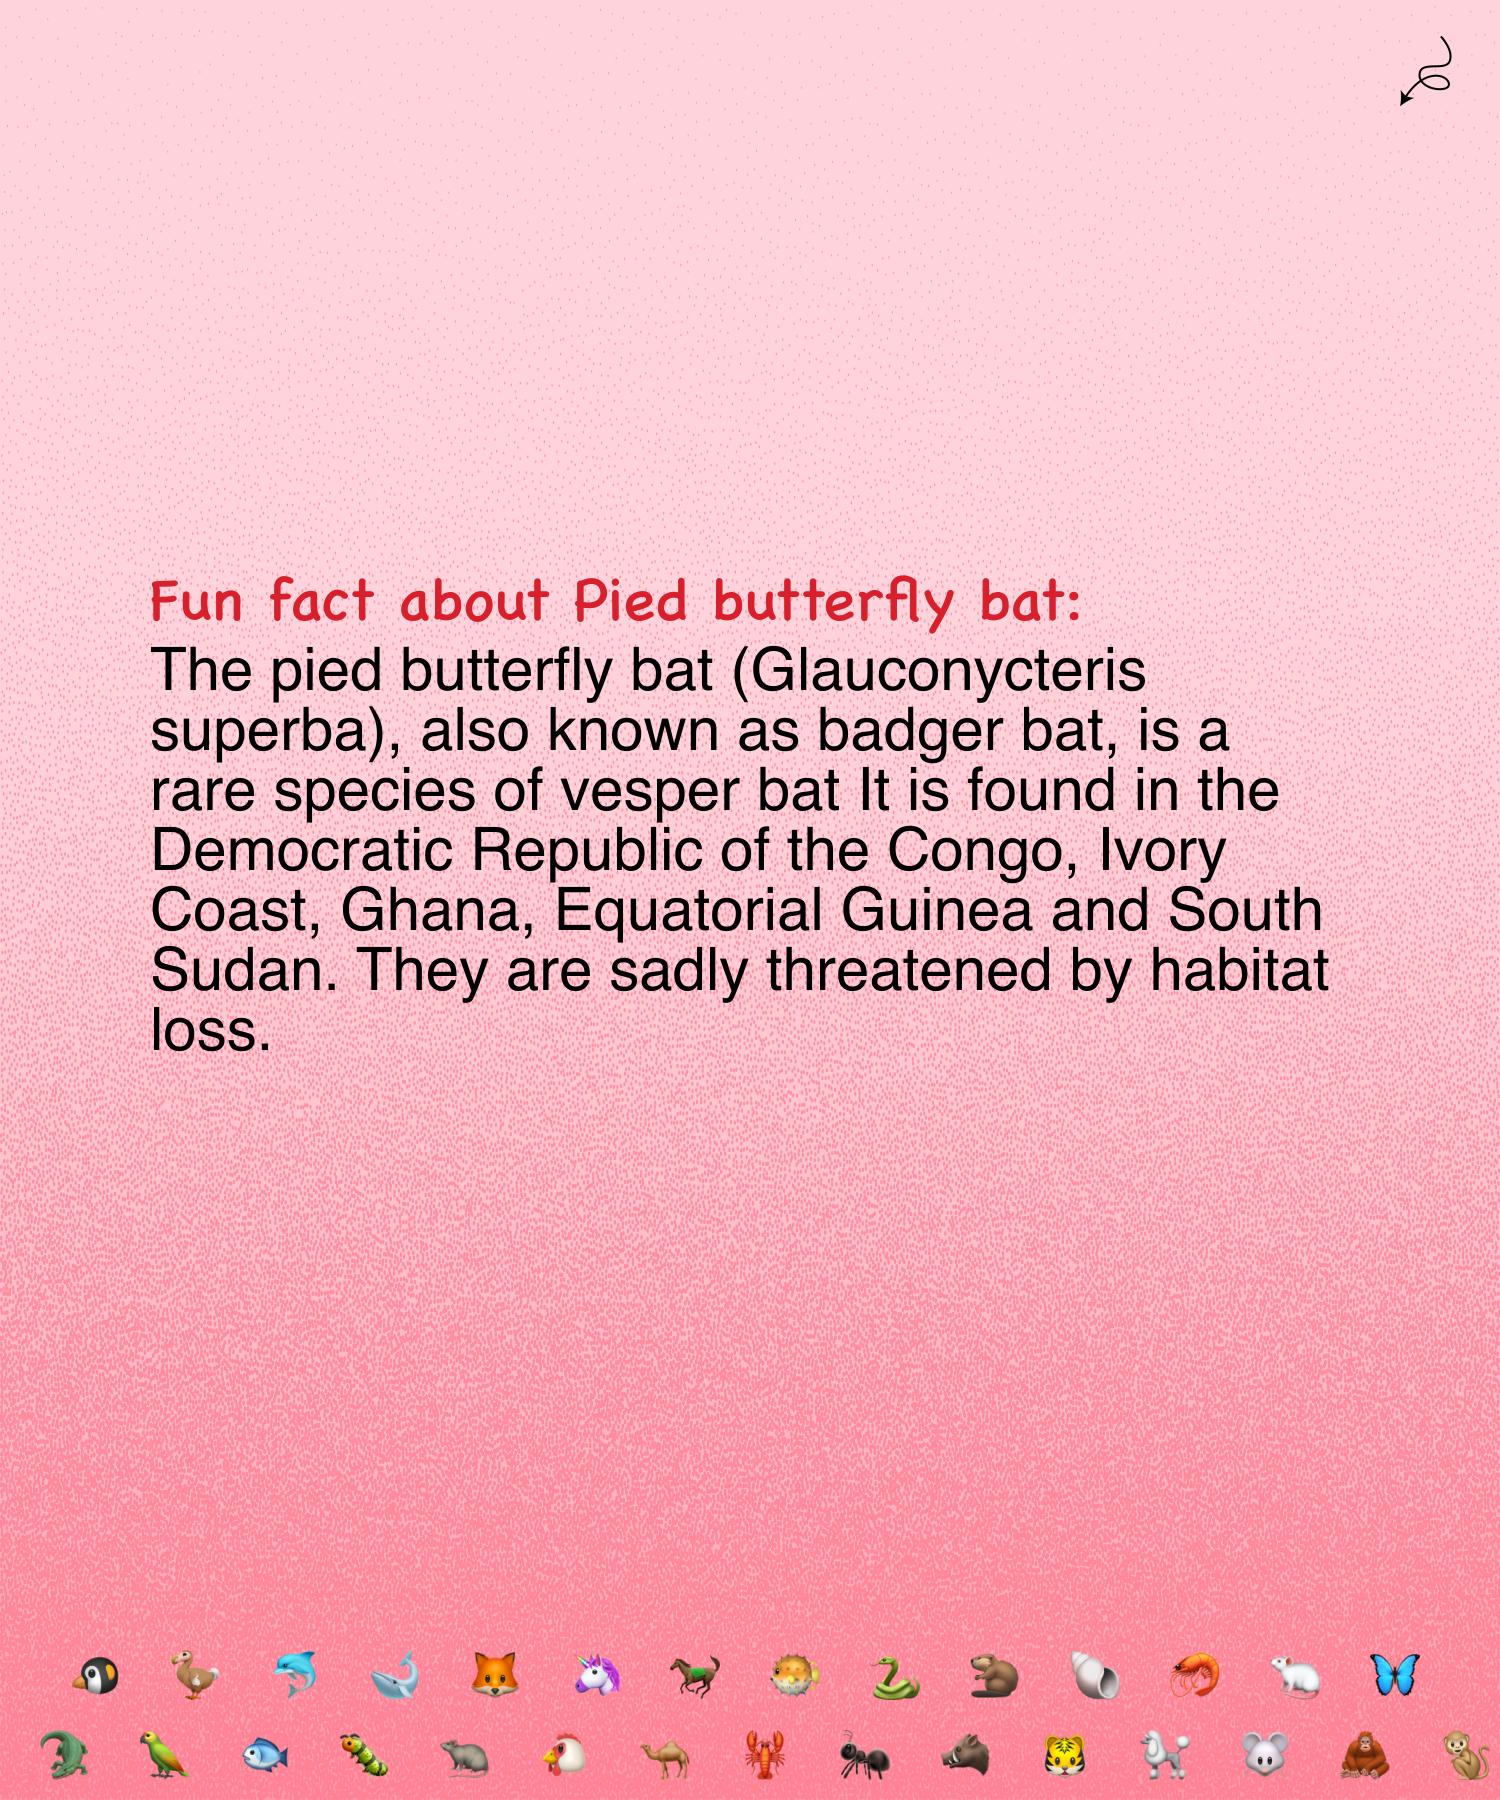 Fun fact about Pied butterfly bat:
The pied butterfly bat (Glauconycteris
superba), also known as badger bat, is a
rare species of vesper bat It is found in the
Democratic Republic of the Congo, Ivory
Coast, Ghana, Equatorial Guinea and South
Sudan. They are sadly threatened by habitat
loss.